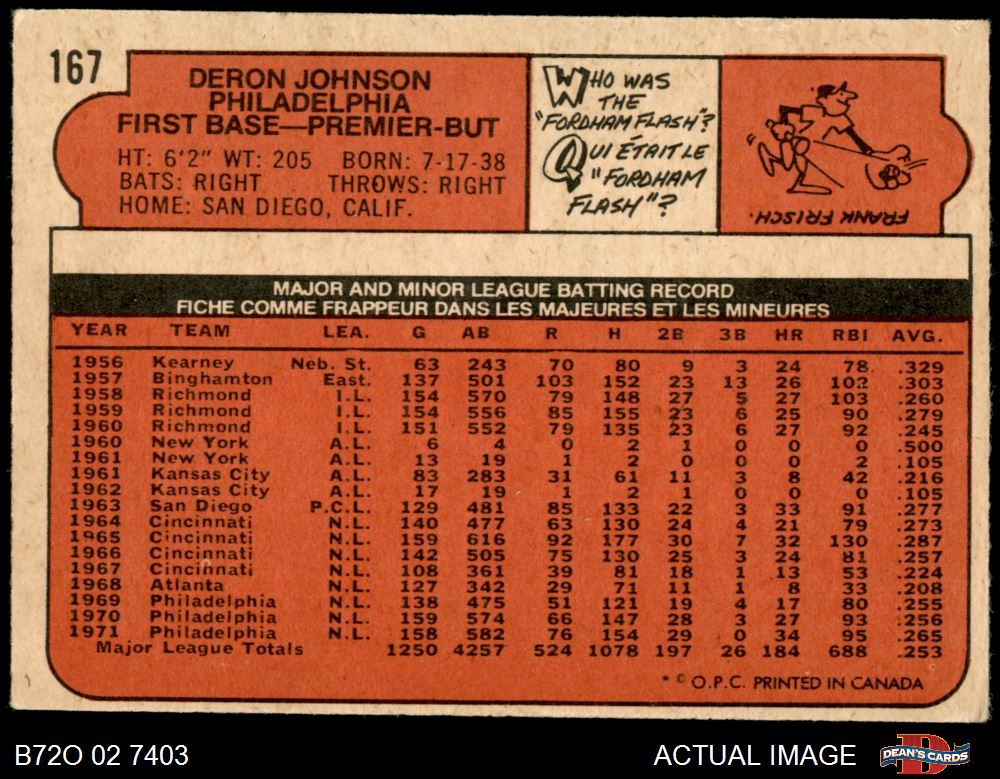 167
DERON JOHNSON
PHILADELPHIA
FIRST BASE—PREMIER-BUT
HT: 6'2" WT: 205 BORN: 7-17-38
BATS: RIGHT THROWS: RIGHT
HOME: SAN DIEGO, CALIF.
WHO WAS
THE
"FORDHAM FLASH"?
QUI ÉTAIT LE
"FORDHAM
FLASH"?
FRANK FRISCH.
MAJOR AND MINOR LEAGUE BATTING RECORD
FICHE COMME FRAPPEUR DANS LES MAJEURES ET LES MINEURES
YEAR TEAM LEA. G AB R H 2B 3B HR RBI AVG.
1956 Kearney Neb. St. 63 243 70 80 9 3 24 78 .329
1957 Binghamton East. 137 501 103 152 23 13 26 102 .303
1958 Richmond I.L. 154 570 79 148 27 5 27 103 .260
1959 Richmond I.L. 154 556 85 155 23 6 25 90 .279
1960 Richmond I.L. 151 552 79 135 23 6 27 92 .245
1960 New York A.L. 6 4 0 2 1 0 0 0 .500
1961 New York A.L. 13 19 1 2 0 0 0 2 .105
1961 Kansas City A.L. 83 283 31 61 11 3 8 42 .216
1962 Kansas City A.L. 17 19 1 2 1 0 0 0 .105
1963 San Diego P.C.L. 129 481 85 133 22 3 33 91 .277
1964 Cincinnati N.L. 140 477 63 130 24 4 21 79 .273
1965 Cincinnati N.L. 159 616 92 177 30 7 32 130 .287
1966 Cincinnati N.L. 142 505 75 130 25 3 24 81 .257
1967 Cincinnati N.L. 108 361 39 81 18 1 13 53 .224
1968 Atlanta N.L. 127 342 29 71 11 1 8 33 .208
1969 Philadelphia N.L. 138 475 51 121 19 4 17 80 .255
1970 Philadelphia N.L. 159 574 66 147 28 3 27 93 .256
1971 Philadelphia N.L. 158 582 76 154 29 0 34 95 .265
Major League Totals 1250 4257 524 1078 197 26 184 688 .253
* © O.P.C. PRINTED IN CANADA
B72O 02 7403 ACTUAL IMAGE DEAN'S CARDS